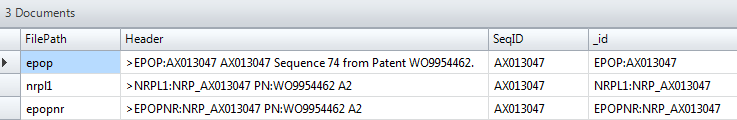 3 Documents
FilePath Header SeqID _id
epop >EPOP:AX013047 AX013047 Sequence 74 from Patent WO9954462. AX013047 EPOP:AX013047
nrpl1 >NRPL1:NRP_AX013047 PN:WO9954462 A2 AX013047 NRPL1:NRP_AX013047
epopnr >EPOPNR:NRP_AX013047 PN:WO9954462 A2 AX013047 EPOPNR:NRP_AX013047